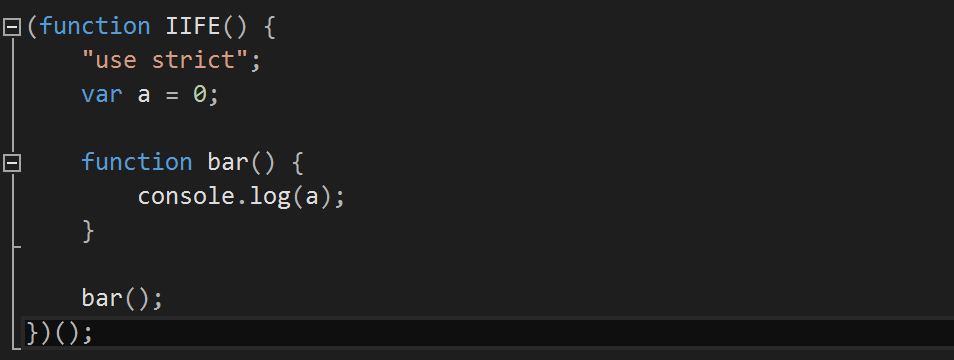 (function IIFE() {
    "use strict";
    var a = 0;

    function bar() {
        console.log(a);
    }

    bar();
})();